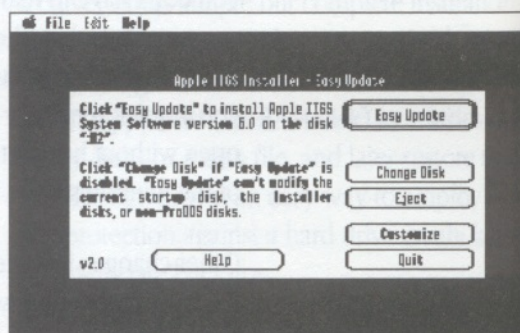 File Edit Help
Apple IIGS Installer - Easy Update
Click "Easy Update" to install Apple IIGS
System Software version 6.0 on the disk
Easy Update
Click "Change Disk" if "Easy Update" is
disabled. "Easy Update" can't modify the
current startup disk, the Installer
disks, or non-ProDOS disks.
Change Disk
Eject
Customize
v2.0
Help
Quit